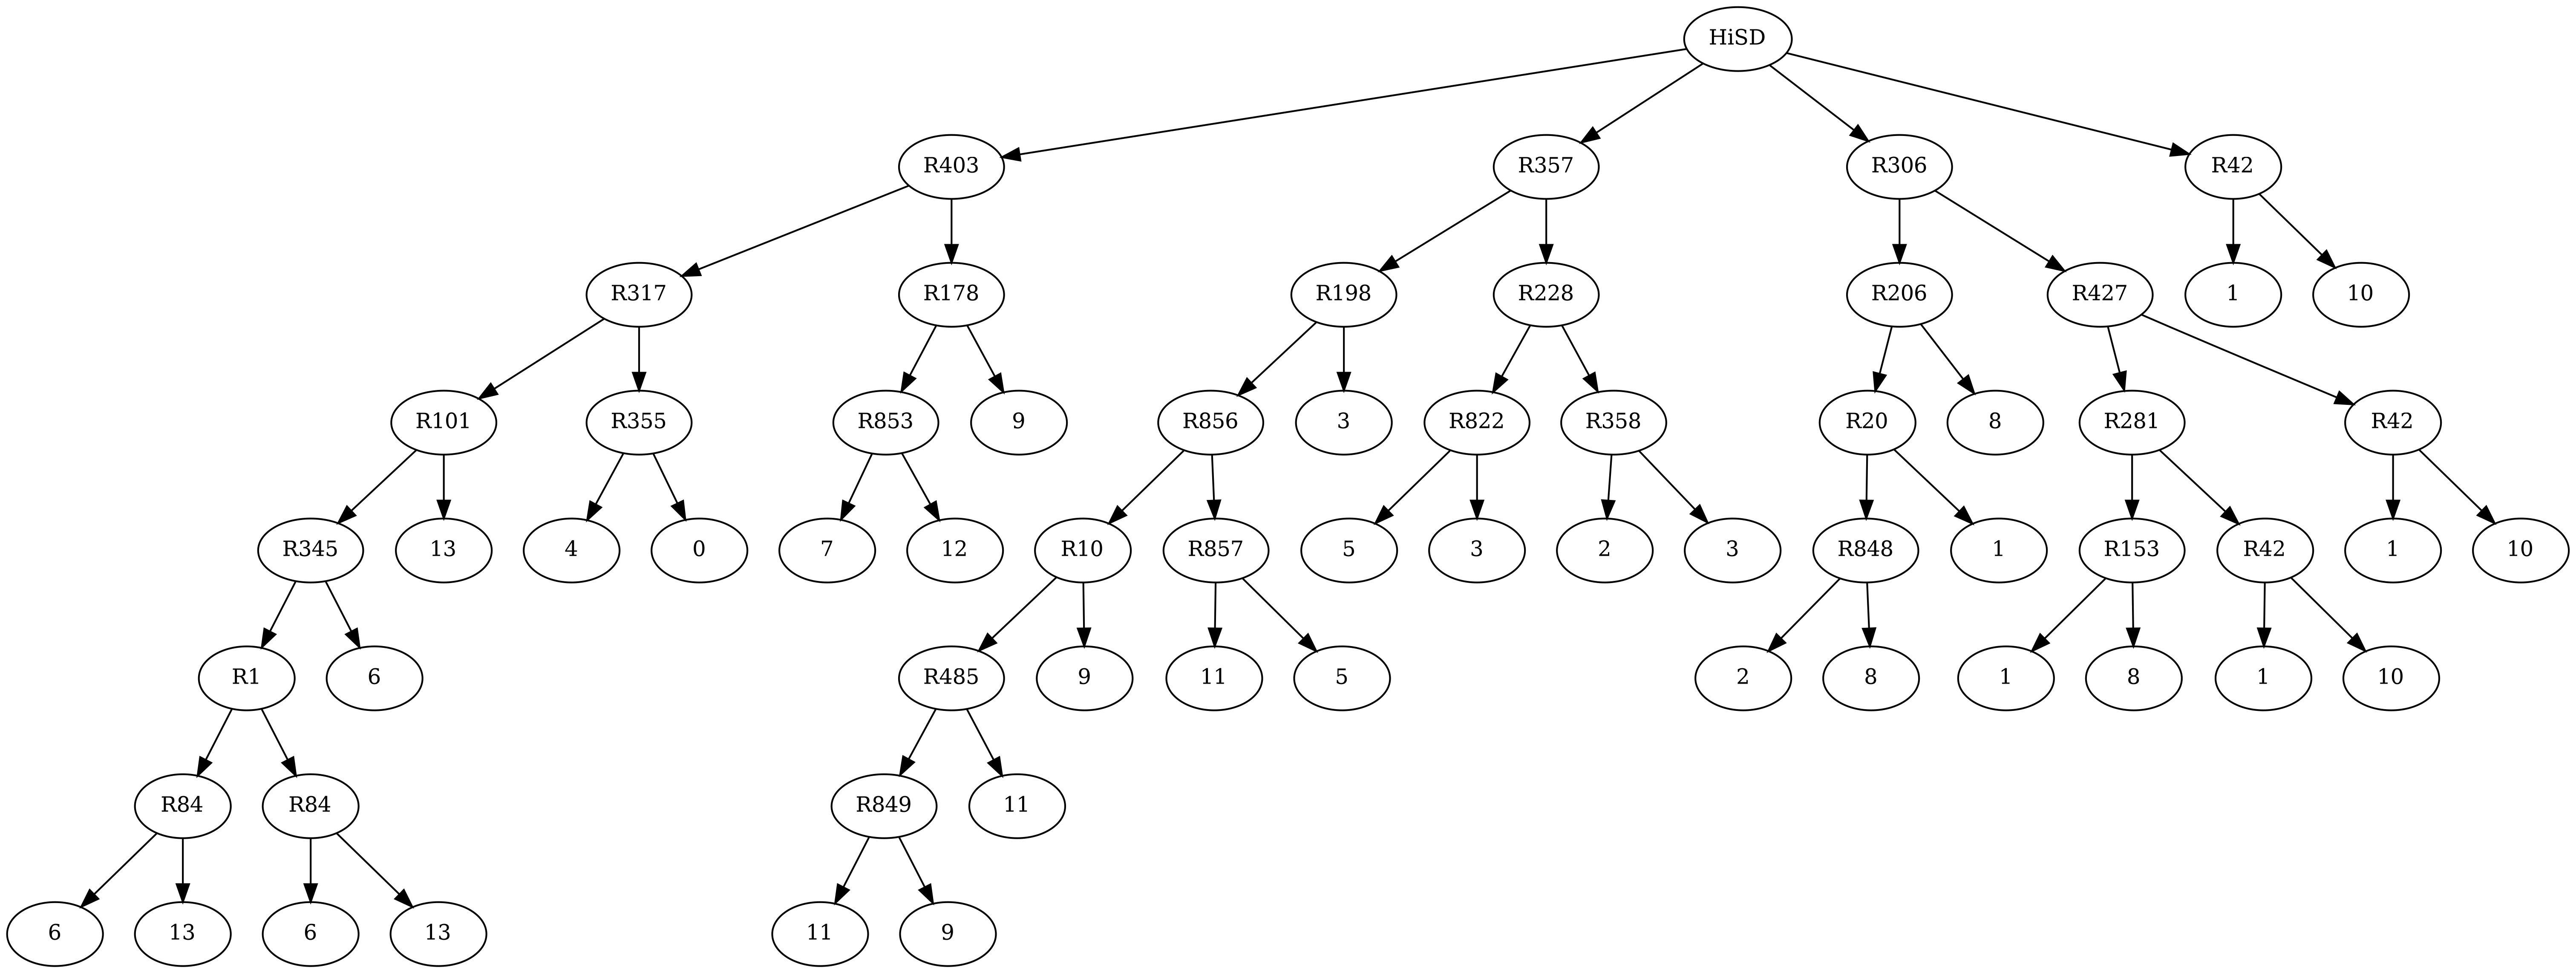 HiSD
R403 R357 R306 R42
R317 R178 R198 R228 R206 R427 1 10
R101 R355 R853 9 R856 3 R822 R358 R20 8 R281 R42
R345 13 4 0 7 12 R10 R857 5 3 2 3 R848 1 R153 R42 1 10
R1 6 R485 9 11 5 2 8 1 8 1 10
R84 R84 R849 11
6 13 6 13 11 9